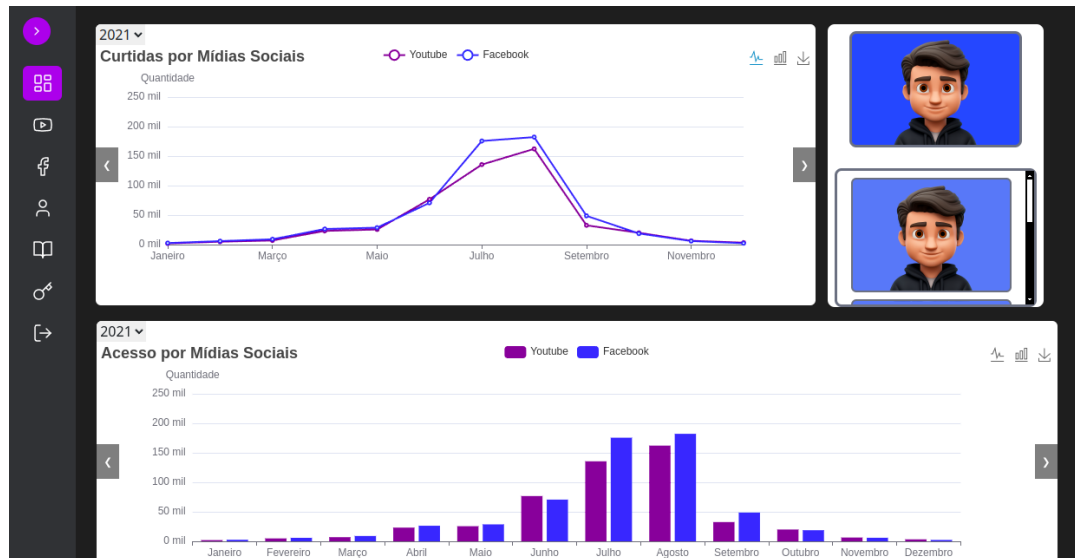 2021
Curtidas por Mídias Sociais
Youtube Facebook
Quantidade
250 mil
200 mil
150 mil
100 mil
50 mil
0 mil
Janeiro Março Maio Julho Setembro Novembro
2021
Acesso por Mídias Sociais
Youtube Facebook
Quantidade
250 mil
200 mil
150 mil
100 mil
50 mil
0 mil
Janeiro Fevereiro Março Abril Maio Junho Julho Agosto Setembro Outubro Novembro Dezembro